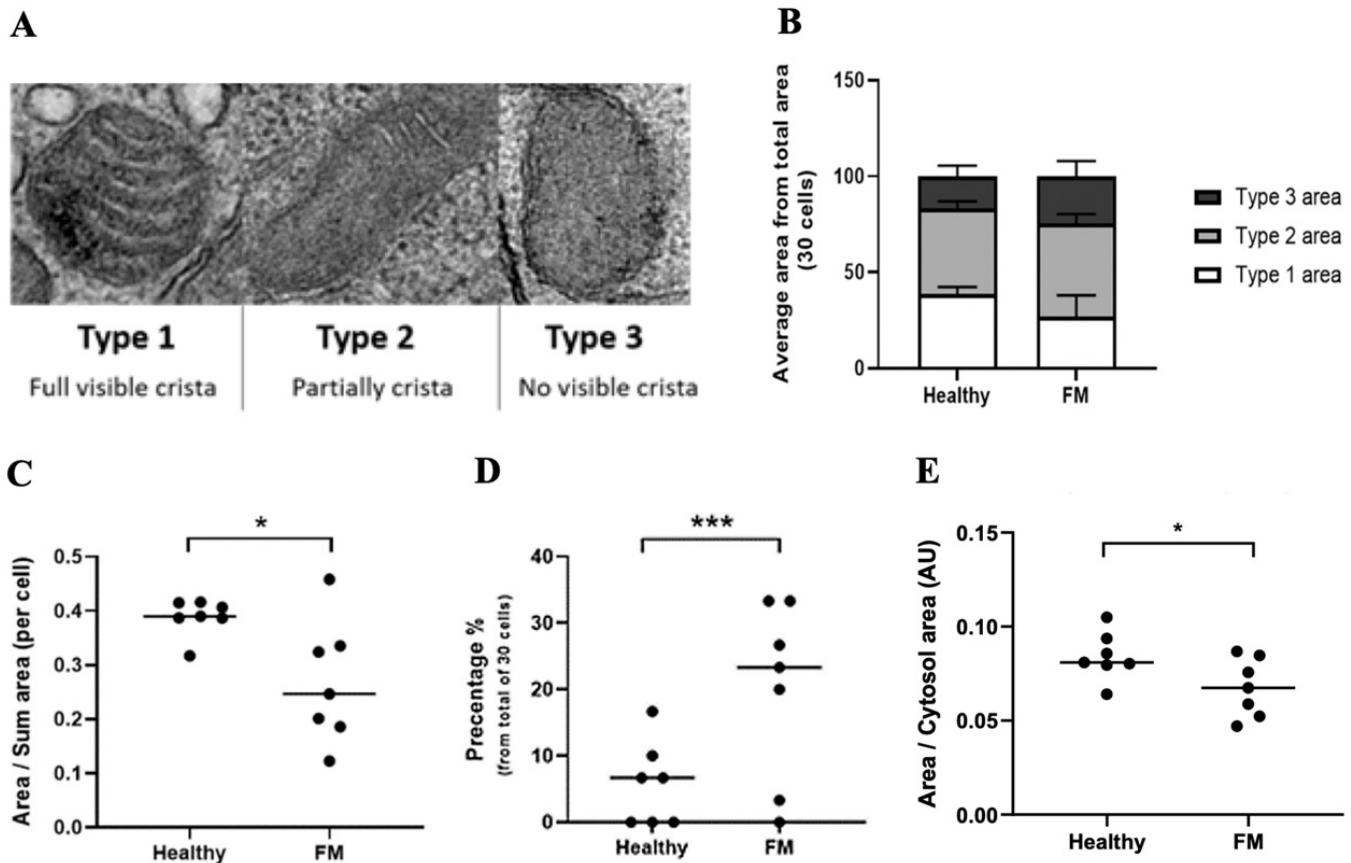 A
Type 1
Full visible crista
Type 2
Partially crista
Type 3
No visible crista
B
Average area from total area
(30 cells)
150
100
50
0
Healthy
FM
Type 3 area
Type 2 area
Type 1 area
C
*
Area / Sum area (per cell)
0.5
0.4
0.3
0.2
0.1
0.0
Healthy
FM
D
***
Precentage %
(from total of 30 cells)
40
30
20
10
0
Healthy
FM
E
*
Area / Cytosol area (AU)
0.15
0.10
0.05
0.00
Healthy
FM